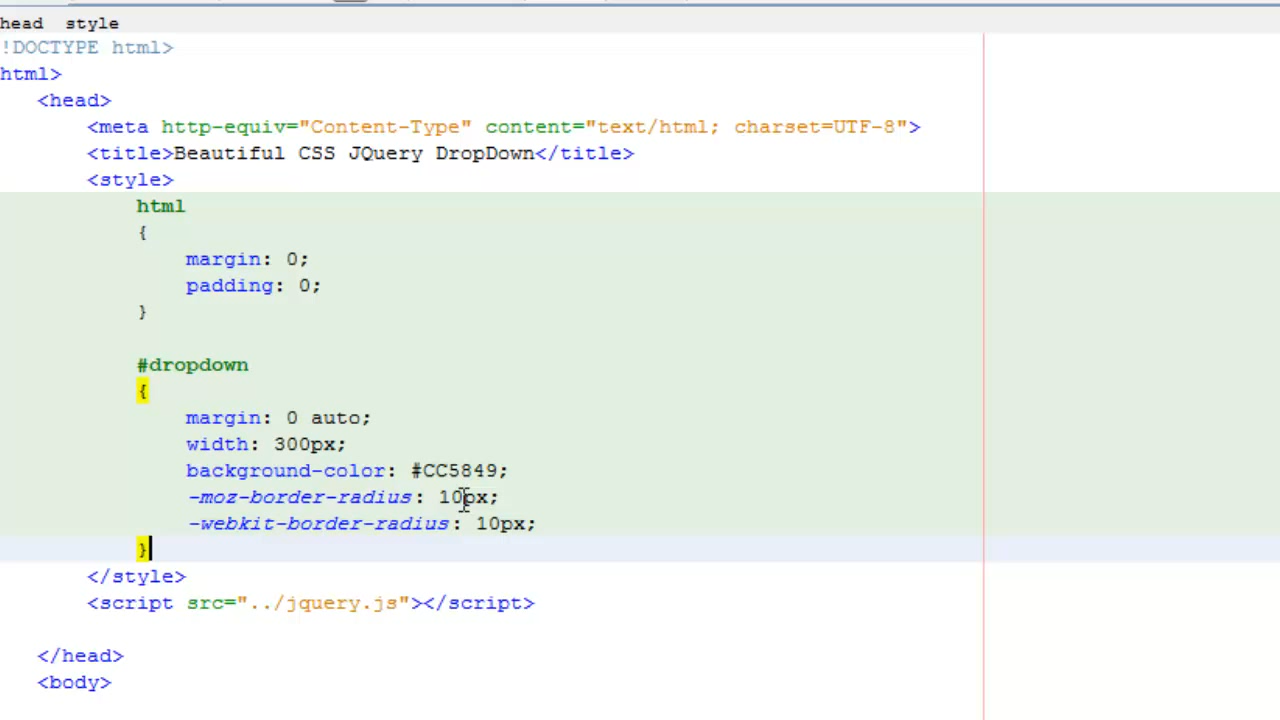 head style
!DOCTYPE html>
html>
<head>
<meta http-equiv="Content-Type" content="text/html; charset=UTF-8">
<title>Beautiful CSS JQuery DropDown</title>
<style>
html
{
margin: 0;
padding: 0;
}
#dropdown
{
margin: 0 auto;
width: 300px;
background-color: #CC5849;
-moz-border-radius: 10px;
-webkit-border-radius: 10px;
}
</style>
<script src="../jquery.js"></script>
</head>
<body>